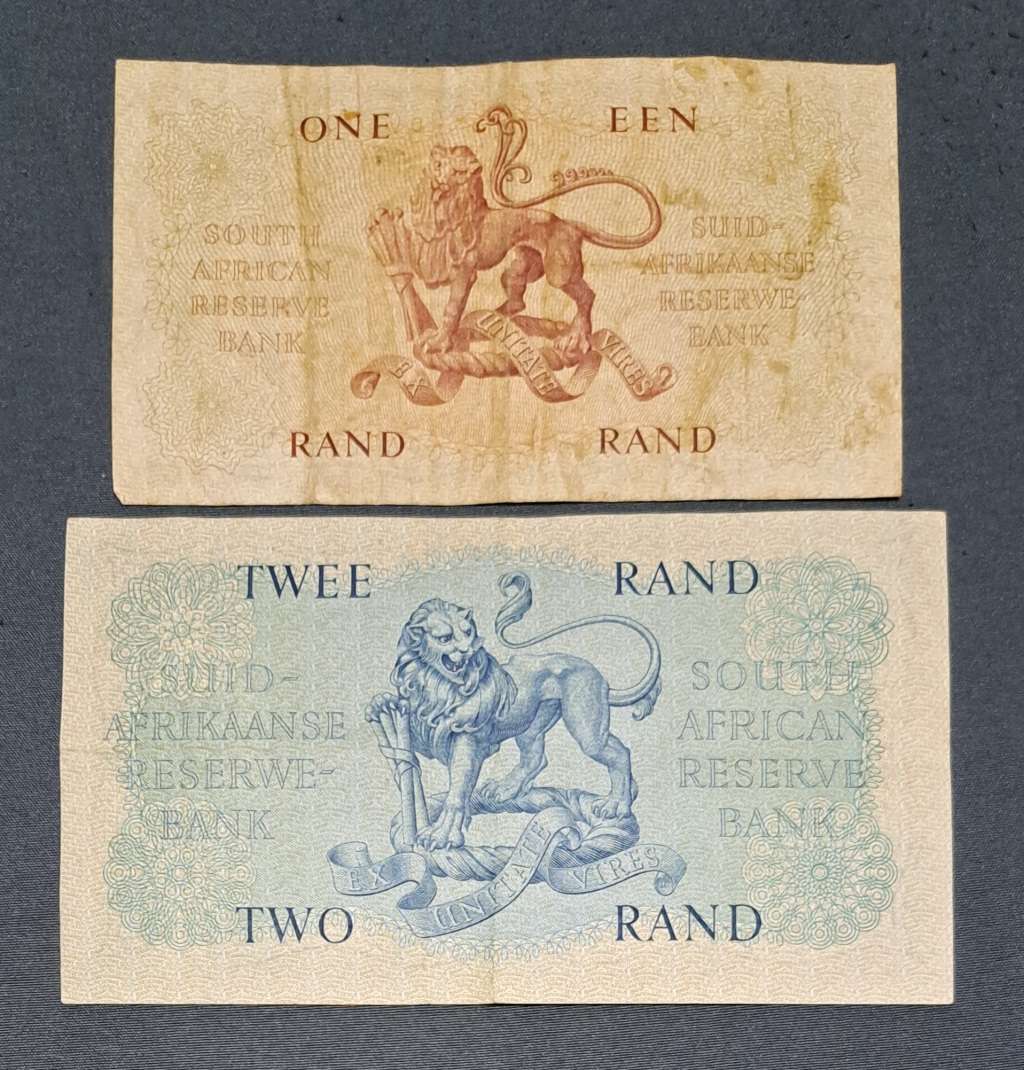 ONE EEN
SOUTH SUID-
AFRICAN AFRIKAANSE
RESERVE RESERWE-
BANK BANK
EX UNITATE VIRES
RAND RAND
TWEE RAND
SUID- SOUTH
AFRIKAANSE AFRICAN
RESERWE- RESERVE
BANK BANK
EX UNITATE VIRES
TWO RAND